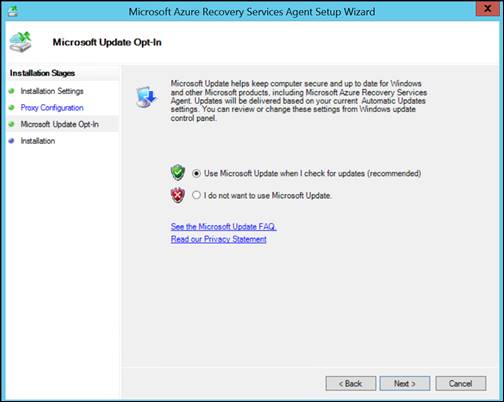 Microsoft Azure Recovery Services Agent Setup Wizard
x
Microsoft Update Opt-In
Installation Stages
Installation Settings
Proxy Configuration
Microsoft Update Opt-In
Installation
Microsoft Update helps keep computer secure and up to date for Windows
and other Microsoft products, including Microsoft Azure Recovery Services
Agent. Updates will be delivered based on your current Automatic Updates
settings. You can review or change these settings from Windows update
control panel.
Use Microsoft Update when I check for updates (recommended)
I do not want to use Microsoft Update.
See the Microsoft Update FAQ.
Read our Privacy Statement
< Back
Next >
Cancel